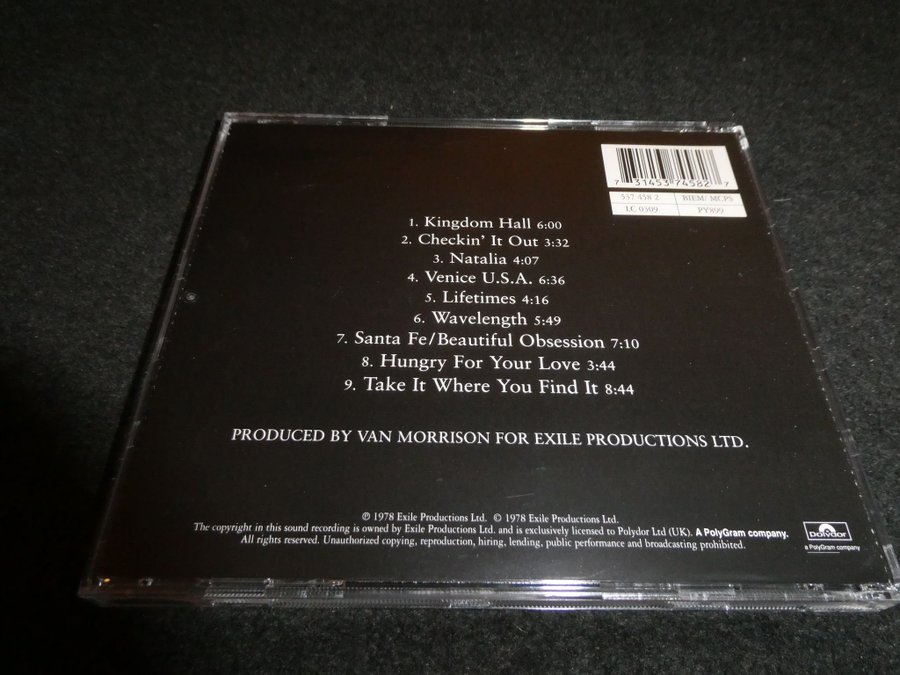 7 31453 74582 7
537 458 2 BIEM/ MCPS
LC 0309 PY899
1. Kingdom Hall 6:00
2. Checkin' It Out 3:32
3. Natalia 4:07
4. Venice U.S.A. 6:36
5. Lifetimes 4:16
6. Wavelength 5:49
7. Santa Fe/Beautiful Obsession 7:10
8. Hungry For Your Love 3:44
9. Take It Where You Find It 8:44
PRODUCED BY VAN MORRISON FOR EXILE PRODUCTIONS LTD.
℗ 1978 Exile Productions Ltd. © 1978 Exile Productions Ltd.
The copyright in this sound recording is owned by Exile Productions Ltd. and is exclusively licensed to Polydor Ltd (UK). A PolyGram company.
All rights reserved. Unauthorized copying, reproduction, hiring, lending, public performance and broadcasting prohibited.
polydor
a PolyGram company